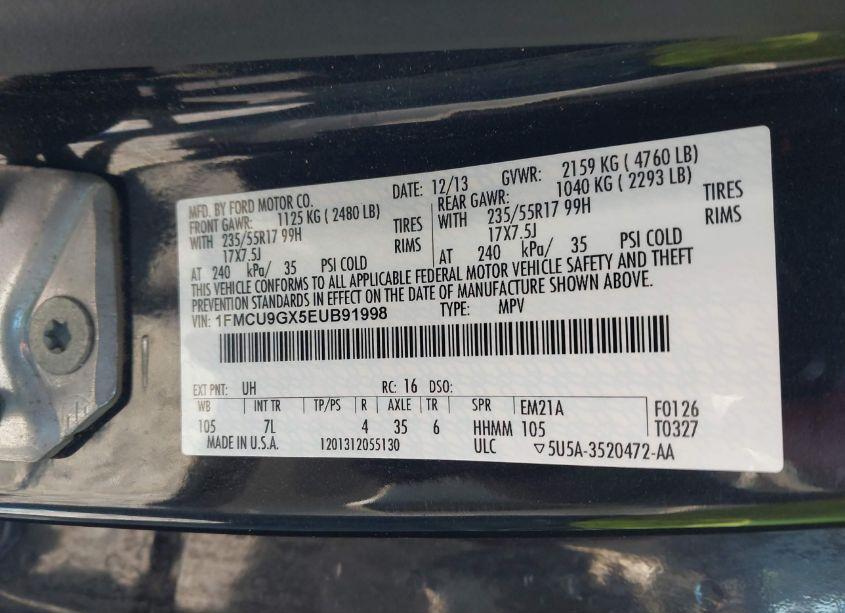 MFD. BY FORD MOTOR CO. DATE: 12/13 GVWR: 2159 KG ( 4760 LB)
FRONT GAWR: 1125 KG ( 2480 LB) REAR GAWR: 1040 KG ( 2293 LB)
WITH 235/55R17 99H TIRES WITH 235/55R17 99H TIRES
17X7.5J RIMS 17X7.5J RIMS
AT 240 kPa/ 35 PSI COLD AT 240 kPa/ 35 PSI COLD
THIS VEHICLE CONFORMS TO ALL APPLICABLE FEDERAL MOTOR VEHICLE SAFETY AND THEFT
PREVENTION STANDARDS IN EFFECT ON THE DATE OF MANUFACTURE SHOWN ABOVE.
VIN: 1FMCU9GX5EUB91998 TYPE: MPV
EXT PNT: UH RC: 16 DSO:
WB INT TR TP/PS R AXLE TR SPR EM21A F0126
105 7L 4 35 6 HHMM 105 T0327
MADE IN U.S.A. 1201312055130 ULC ▽5U5A-3520472-AA